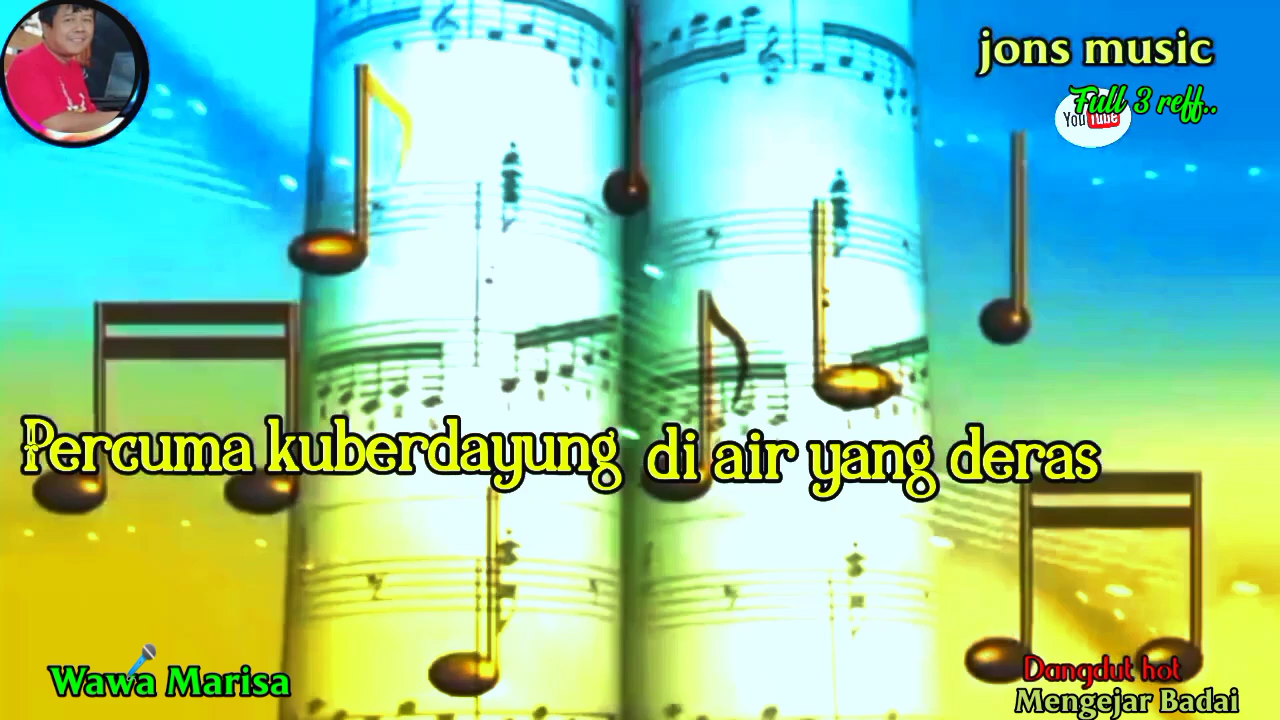 jons music
Full 3 reff..
YouTube
Percuma kuberdayung di air yang deras
Wawa Marisa
Dangdut hot
Mengejar Badai